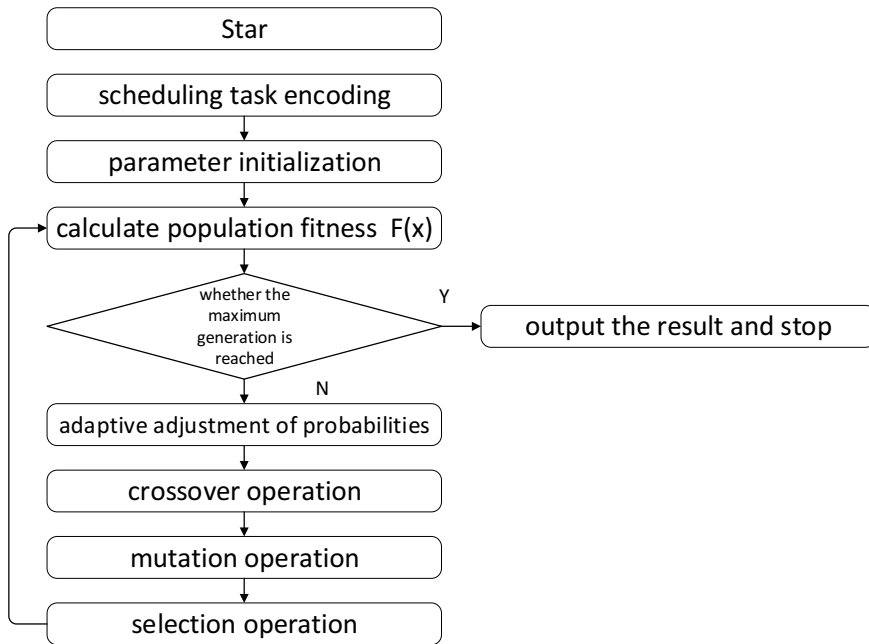 Star
scheduling task encoding
parameter initialization
calculate population fitness F(x)
whether the
maximum
generation is
reached
Y
output the result and stop
N
adaptive adjustment of probabilities
crossover operation
mutation operation
selection operation